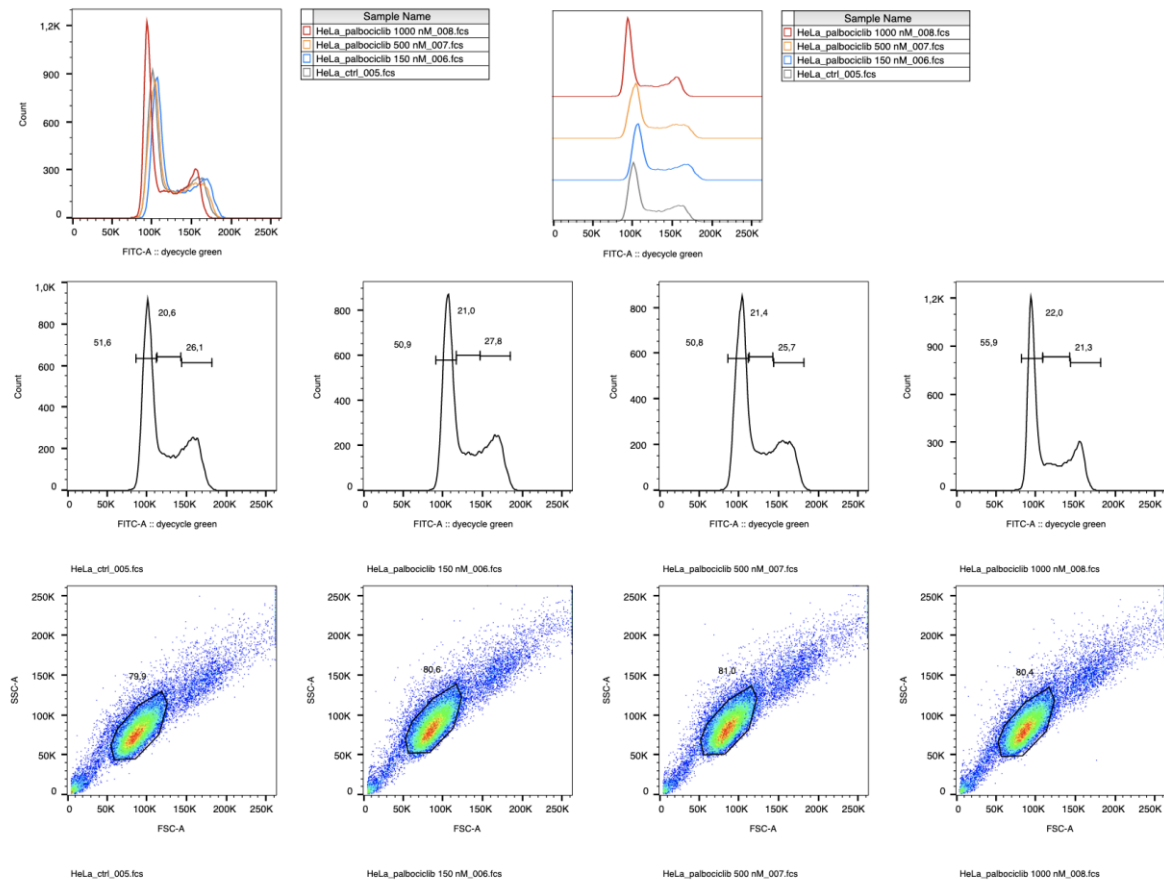 Sample Name
HeLa_palbociclib 1000 nM_008.fcs
HeLa_palbociclib 500 nM_007.fcs
HeLa_palbociclib 150 nM_006.fcs
HeLa_ctrl_005.fcs
1,2K
900
600
300
0
Count
0 50K 100K 150K 200K 250K
FITC-A :: dyecycle green
Sample Name
HeLa_palbociclib 1000 nM_008.fcs
HeLa_palbociclib 500 nM_007.fcs
HeLa_palbociclib 150 nM_006.fcs
HeLa_ctrl_005.fcs
0 50K 100K 150K 200K 250K
FITC-A :: dyecycle green
1,0K
800
600
400
200
0
Count
51,6
20,6
26,1
0 50K 100K 150K 200K 250K
FITC-A :: dyecycle green
HeLa_ctrl_005.fcs
800
600
400
200
0
Count
50,9
21,0
27,8
0 50K 100K 150K 200K 250K
FITC-A :: dyecycle green
HeLa_palbociclib 150 nM_006.fcs
800
600
400
200
0
Count
50,8
21,4
25,7
0 50K 100K 150K 200K 250K
FITC-A :: dyecycle green
HeLa_palbociclib 500 nM_007.fcs
1,2K
900
600
300
0
Count
55,9
22,0
21,3
0 50K 100K 150K 200K 250K
FITC-A :: dyecycle green
HeLa_palbociclib 1000 nM_008.fcs
250K
200K
150K
100K
50K
0
SSC-A
79,9
0 50K 100K 150K 200K 250K
FSC-A
HeLa_ctrl_005.fcs
250K
200K
150K
100K
50K
0
SSC-A
80,6
0 50K 100K 150K 200K 250K
FSC-A
HeLa_palbociclib 150 nM_006.fcs
250K
200K
150K
100K
50K
0
SSC-A
81,0
0 50K 100K 150K 200K 250K
FSC-A
HeLa_palbociclib 500 nM_007.fcs
250K
200K
150K
100K
50K
0
SSC-A
80,4
0 50K 100K 150K 200K 250K
FSC-A
HeLa_palbociclib 1000 nM_008.fcs